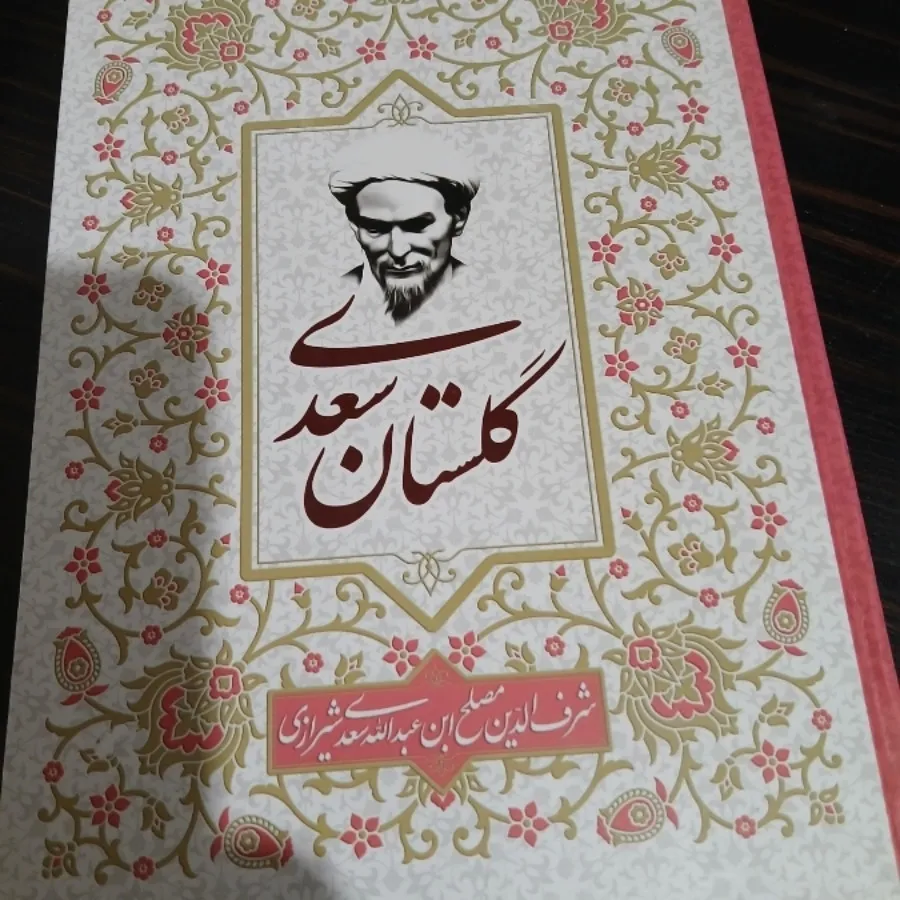 گلستان سعدی
شرف الدین مصلح ابن عبدالله سعدی شیرازی